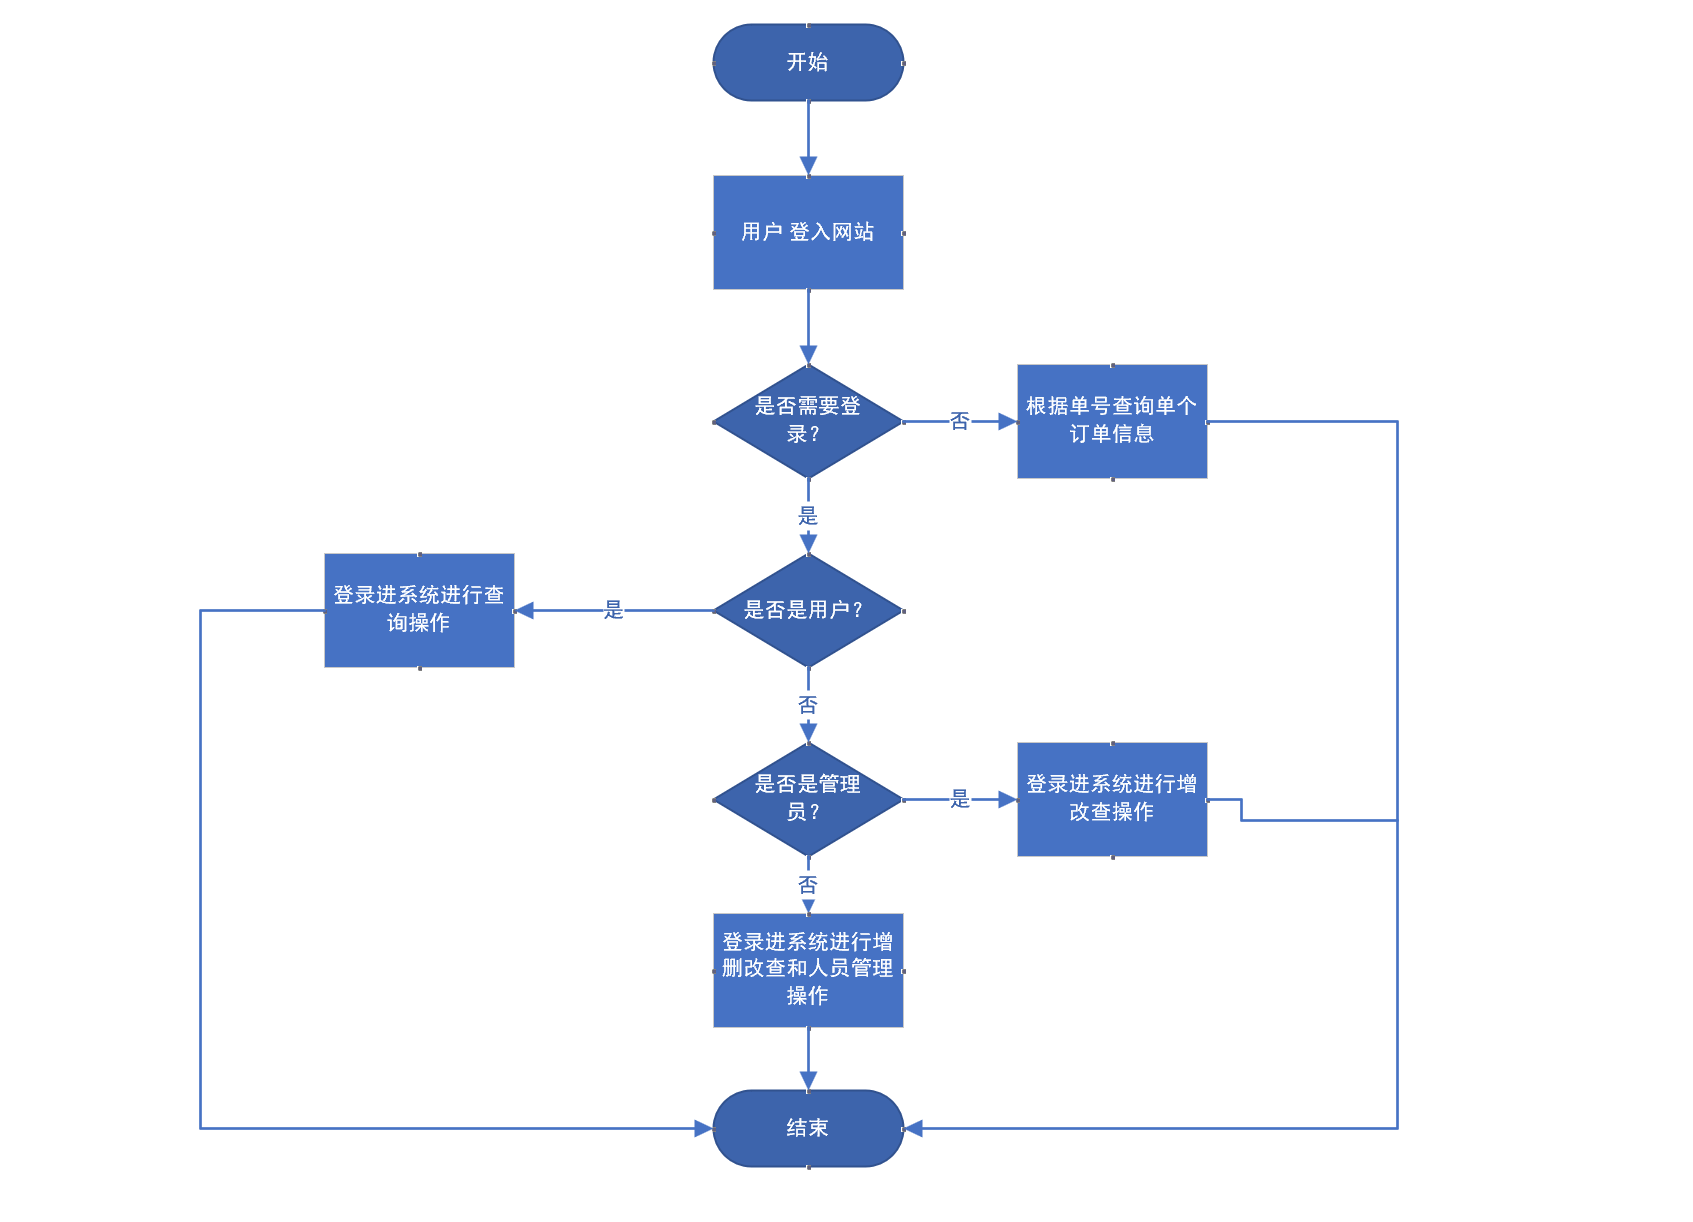 开始
用户 登入网站
是否需要登
录？
否
根据单号查询单个
订单信息
是
登录进系统进行查
询操作
是
是否是用户？
否
是否是管理
员？
是
登录进系统进行增
改查操作
否
登录进系统进行增
删改查和人员管理
操作
结束